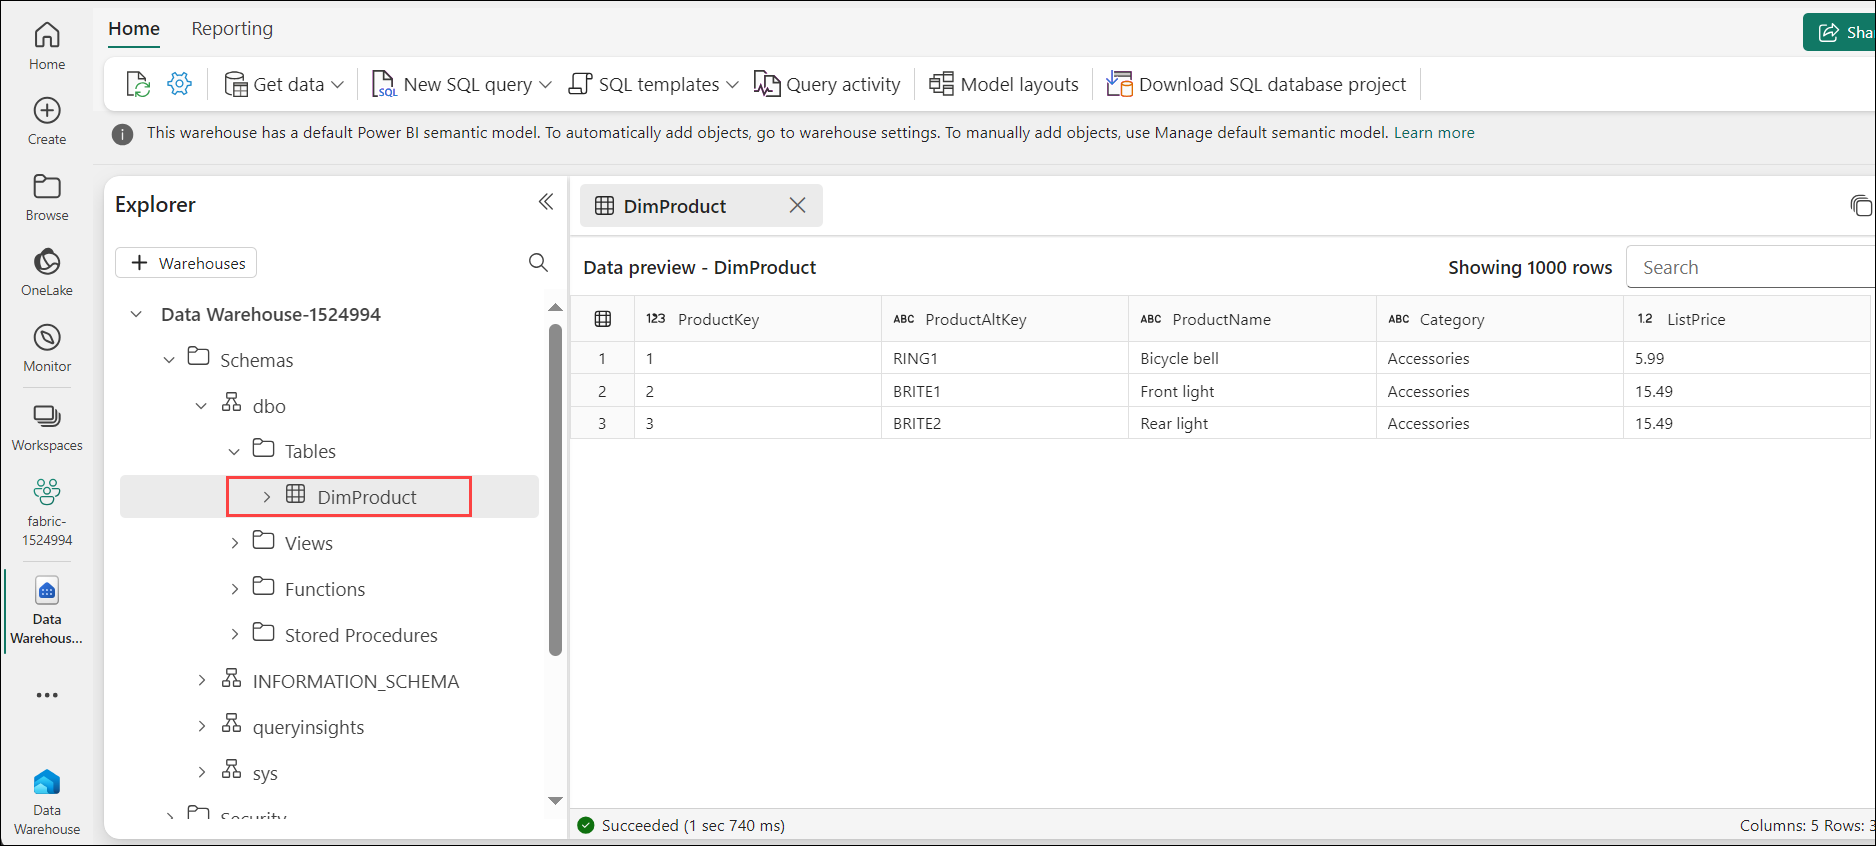 Home
Reporting
Share
Get data
New SQL query
SQL templates
Query activity
Model layouts
Download SQL database project
This warehouse has a default Power BI semantic model. To automatically add objects, go to warehouse settings. To manually add objects, use Manage default semantic model. Learn more
Home
Create
Browse
OneLake
Monitor
Workspaces
fabric-
1524994
Data
Warehous...
Data
Warehouse
Explorer
+ Warehouses
Data Warehouse-1524994
Schemas
dbo
Tables
DimProduct
Views
Functions
Stored Procedures
INFORMATION_SCHEMA
queryinsights
sys
Security
DimProduct
Data preview - DimProduct
Showing 1000 rows
Search
123 ProductKey ABC ProductAltKey ABC ProductName ABC Category 1.2 ListPrice
1 1 RING1 Bicycle bell Accessories 5.99
2 2 BRITE1 Front light Accessories 15.49
3 3 BRITE2 Rear light Accessories 15.49
Succeeded (1 sec 740 ms)
Columns: 5 Rows: 3